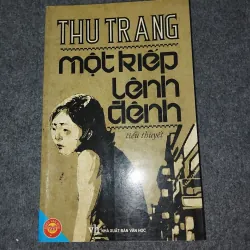 THU TRANG
một kiếp
lênh
đênh
tiểu thuyết
NHÀ XUẤT BẢN VĂN HỌC